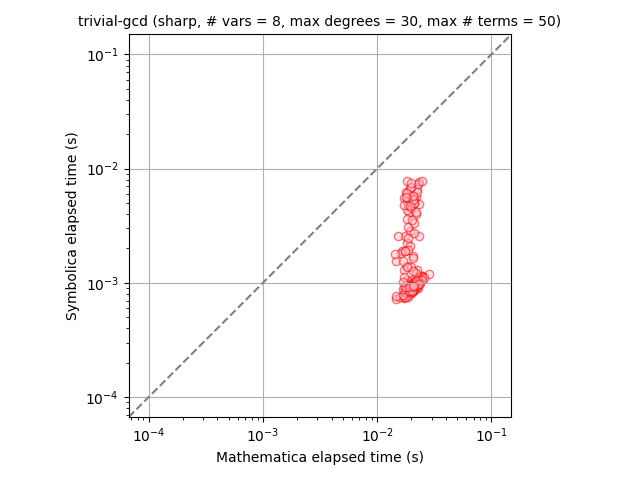 trivial-gcd (sharp, # vars = 8, max degrees = 30, max # terms = 50)
10⁻¹
10⁻²
10⁻³
10⁻⁴
Symbolica elapsed time (s)
10⁻⁴ 10⁻³ 10⁻² 10⁻¹
Mathematica elapsed time (s)